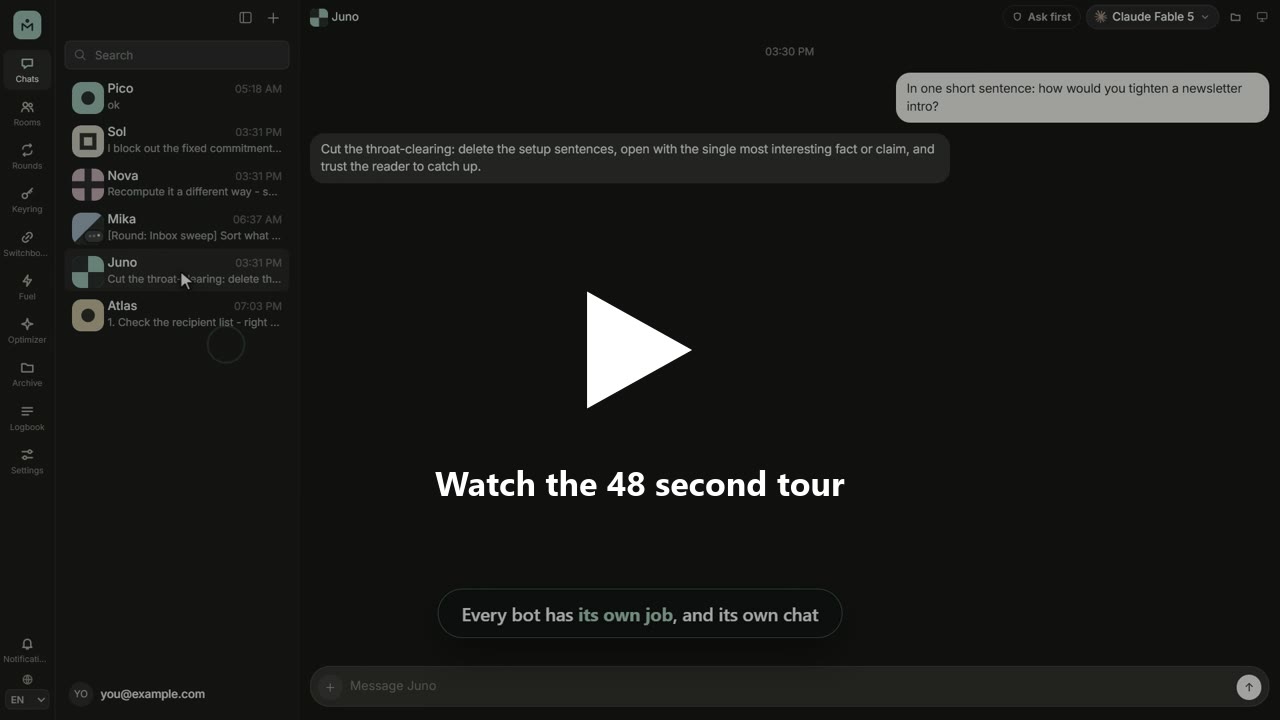 Juno
Ask first
Claude Fable 5
Search
Chats
Rooms
Rounds
Keyring
Switchbo...
Fuel
Optimizer
Archive
Logbook
Settings
Notificati...
EN
Pico 05:18 AM
ok
Sol 03:31 PM
I block out the fixed commitment...
Nova 03:31 PM
Recompute it a different way - s...
Mika 06:37 AM
[Round: Inbox sweep] Sort what ...
Juno 03:31 PM
Cut the throat-clearing: delete th...
Atlas 07:03 PM
1. Check the recipient list - right ...
YO you@example.com
03:30 PM
In one short sentence: how would you tighten a newsletter
intro?
Cut the throat-clearing: delete the setup sentences, open with the single most interesting fact or claim, and
trust the reader to catch up.
Watch the 48 second tour
Every bot has its own job, and its own chat
Message Juno